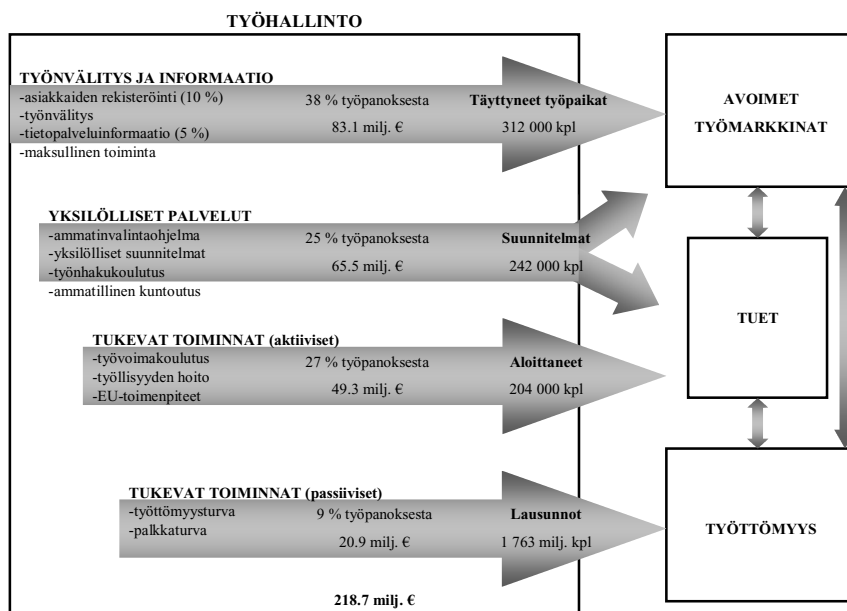 TYÖHALLINTO
TYÖNVÄLITYS JA INFORMAATIO
-asiakkaiden rekisteröinti (10 %)
-työnvälitys
-tietopalveluinformaatio (5 %)
-maksullinen toiminta
38 % työpanoksesta
83.1 milj. €
Täyttyneet työpaikat
312 000 kpl
AVOIMET
TYÖMARKKINAT
YKSILÖLLISET PALVELUT
-ammatinvalintaohjelma
-yksilölliset suunnitelmat
-työnhakukoulutus
-ammatillinen kuntoutus
25 % työpanoksesta
65.5 milj. €
Suunnitelmat
242 000 kpl
TUET
TUKEVAT TOIMINNAT (aktiiviset)
-työvoimakoulutus
-työllisyyden hoito
-EU-toimenpiteet
27 % työpanoksesta
49.3 milj. €
Aloittaneet
204 000 kpl
TUKEVAT TOIMINNAT (passiiviset)
-työttömyysturva
-palkkaturva
9 % työpanoksesta
20.9 milj. €
Lausunnot
1 763 milj. kpl
TYÖTTÖMYYS
218.7 milj. €